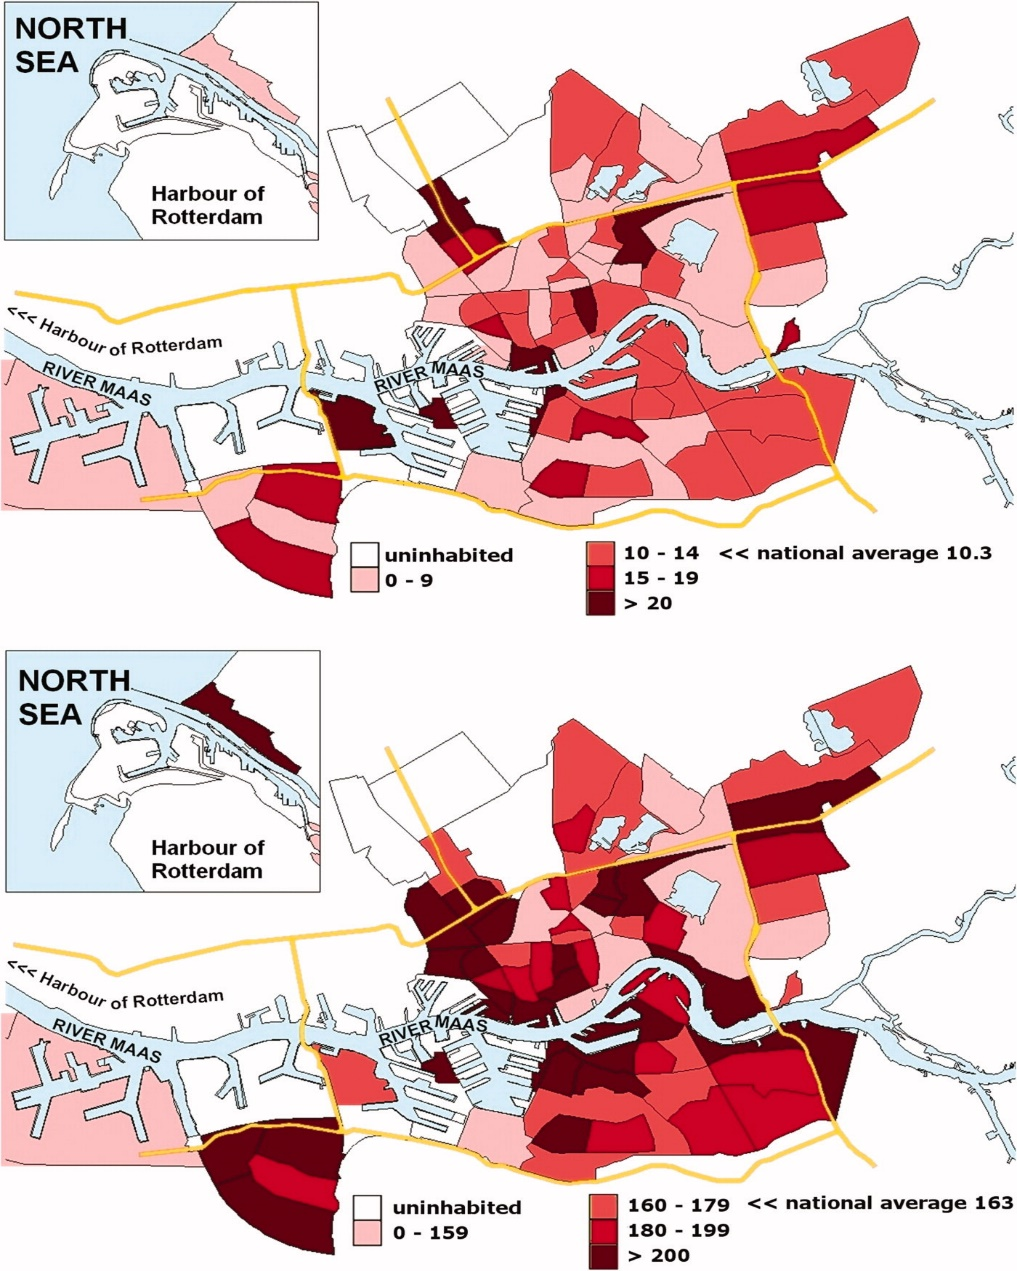 NORTH
SEA
Harbour of
Rotterdam
<<< Harbour of Rotterdam
RIVER MAAS
RIVER MAAS
uninhabited
0 - 9
10 - 14 << national average 10.3
15 - 19
> 20
NORTH
SEA
Harbour of
Rotterdam
<<< Harbour of Rotterdam
RIVER MAAS
RIVER MAAS
uninhabited
0 - 159
160 - 179 << national average 163
180 - 199
> 200